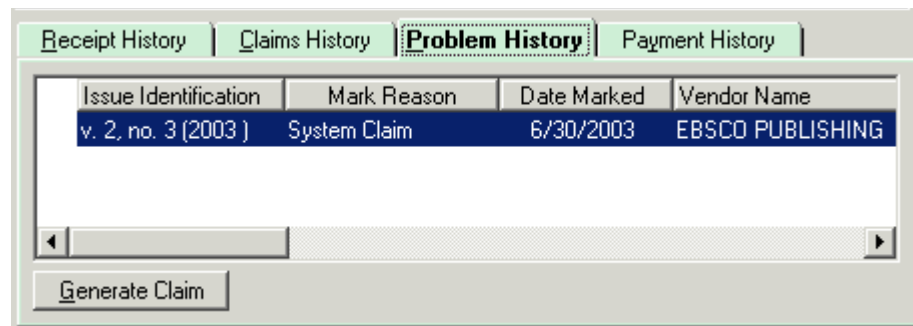 Receipt History Claims History Problem History Payment History
Issue Identification Mark Reason Date Marked Vendor Name
v. 2, no. 3 (2003 ) System Claim 6/30/2003 EBSCO PUBLISHING
Generate Claim